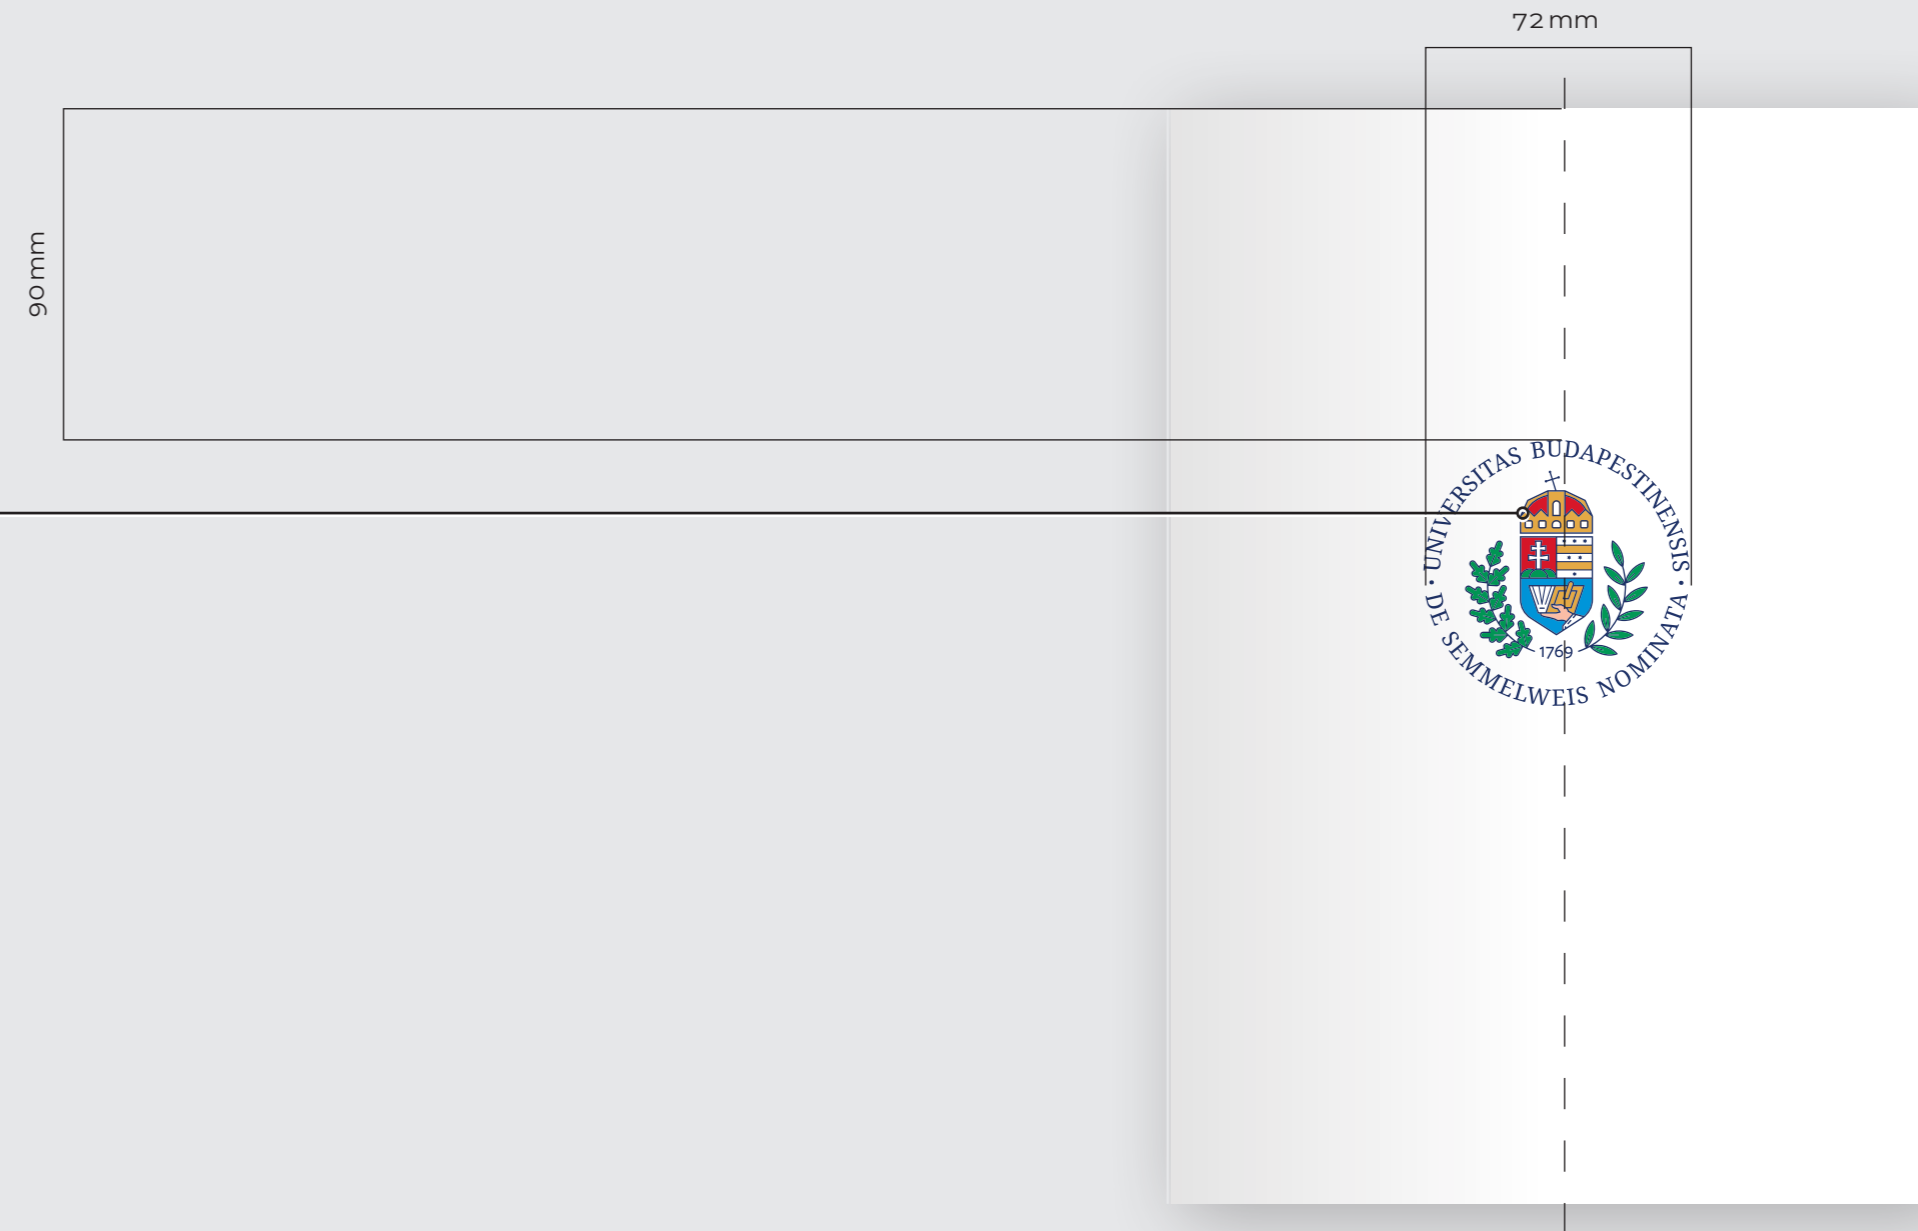 72 mm
90 mm
UNIVERSITAS BUDAPESTINENSIS
• DE SEMMELWEIS NOMINATA •
1769